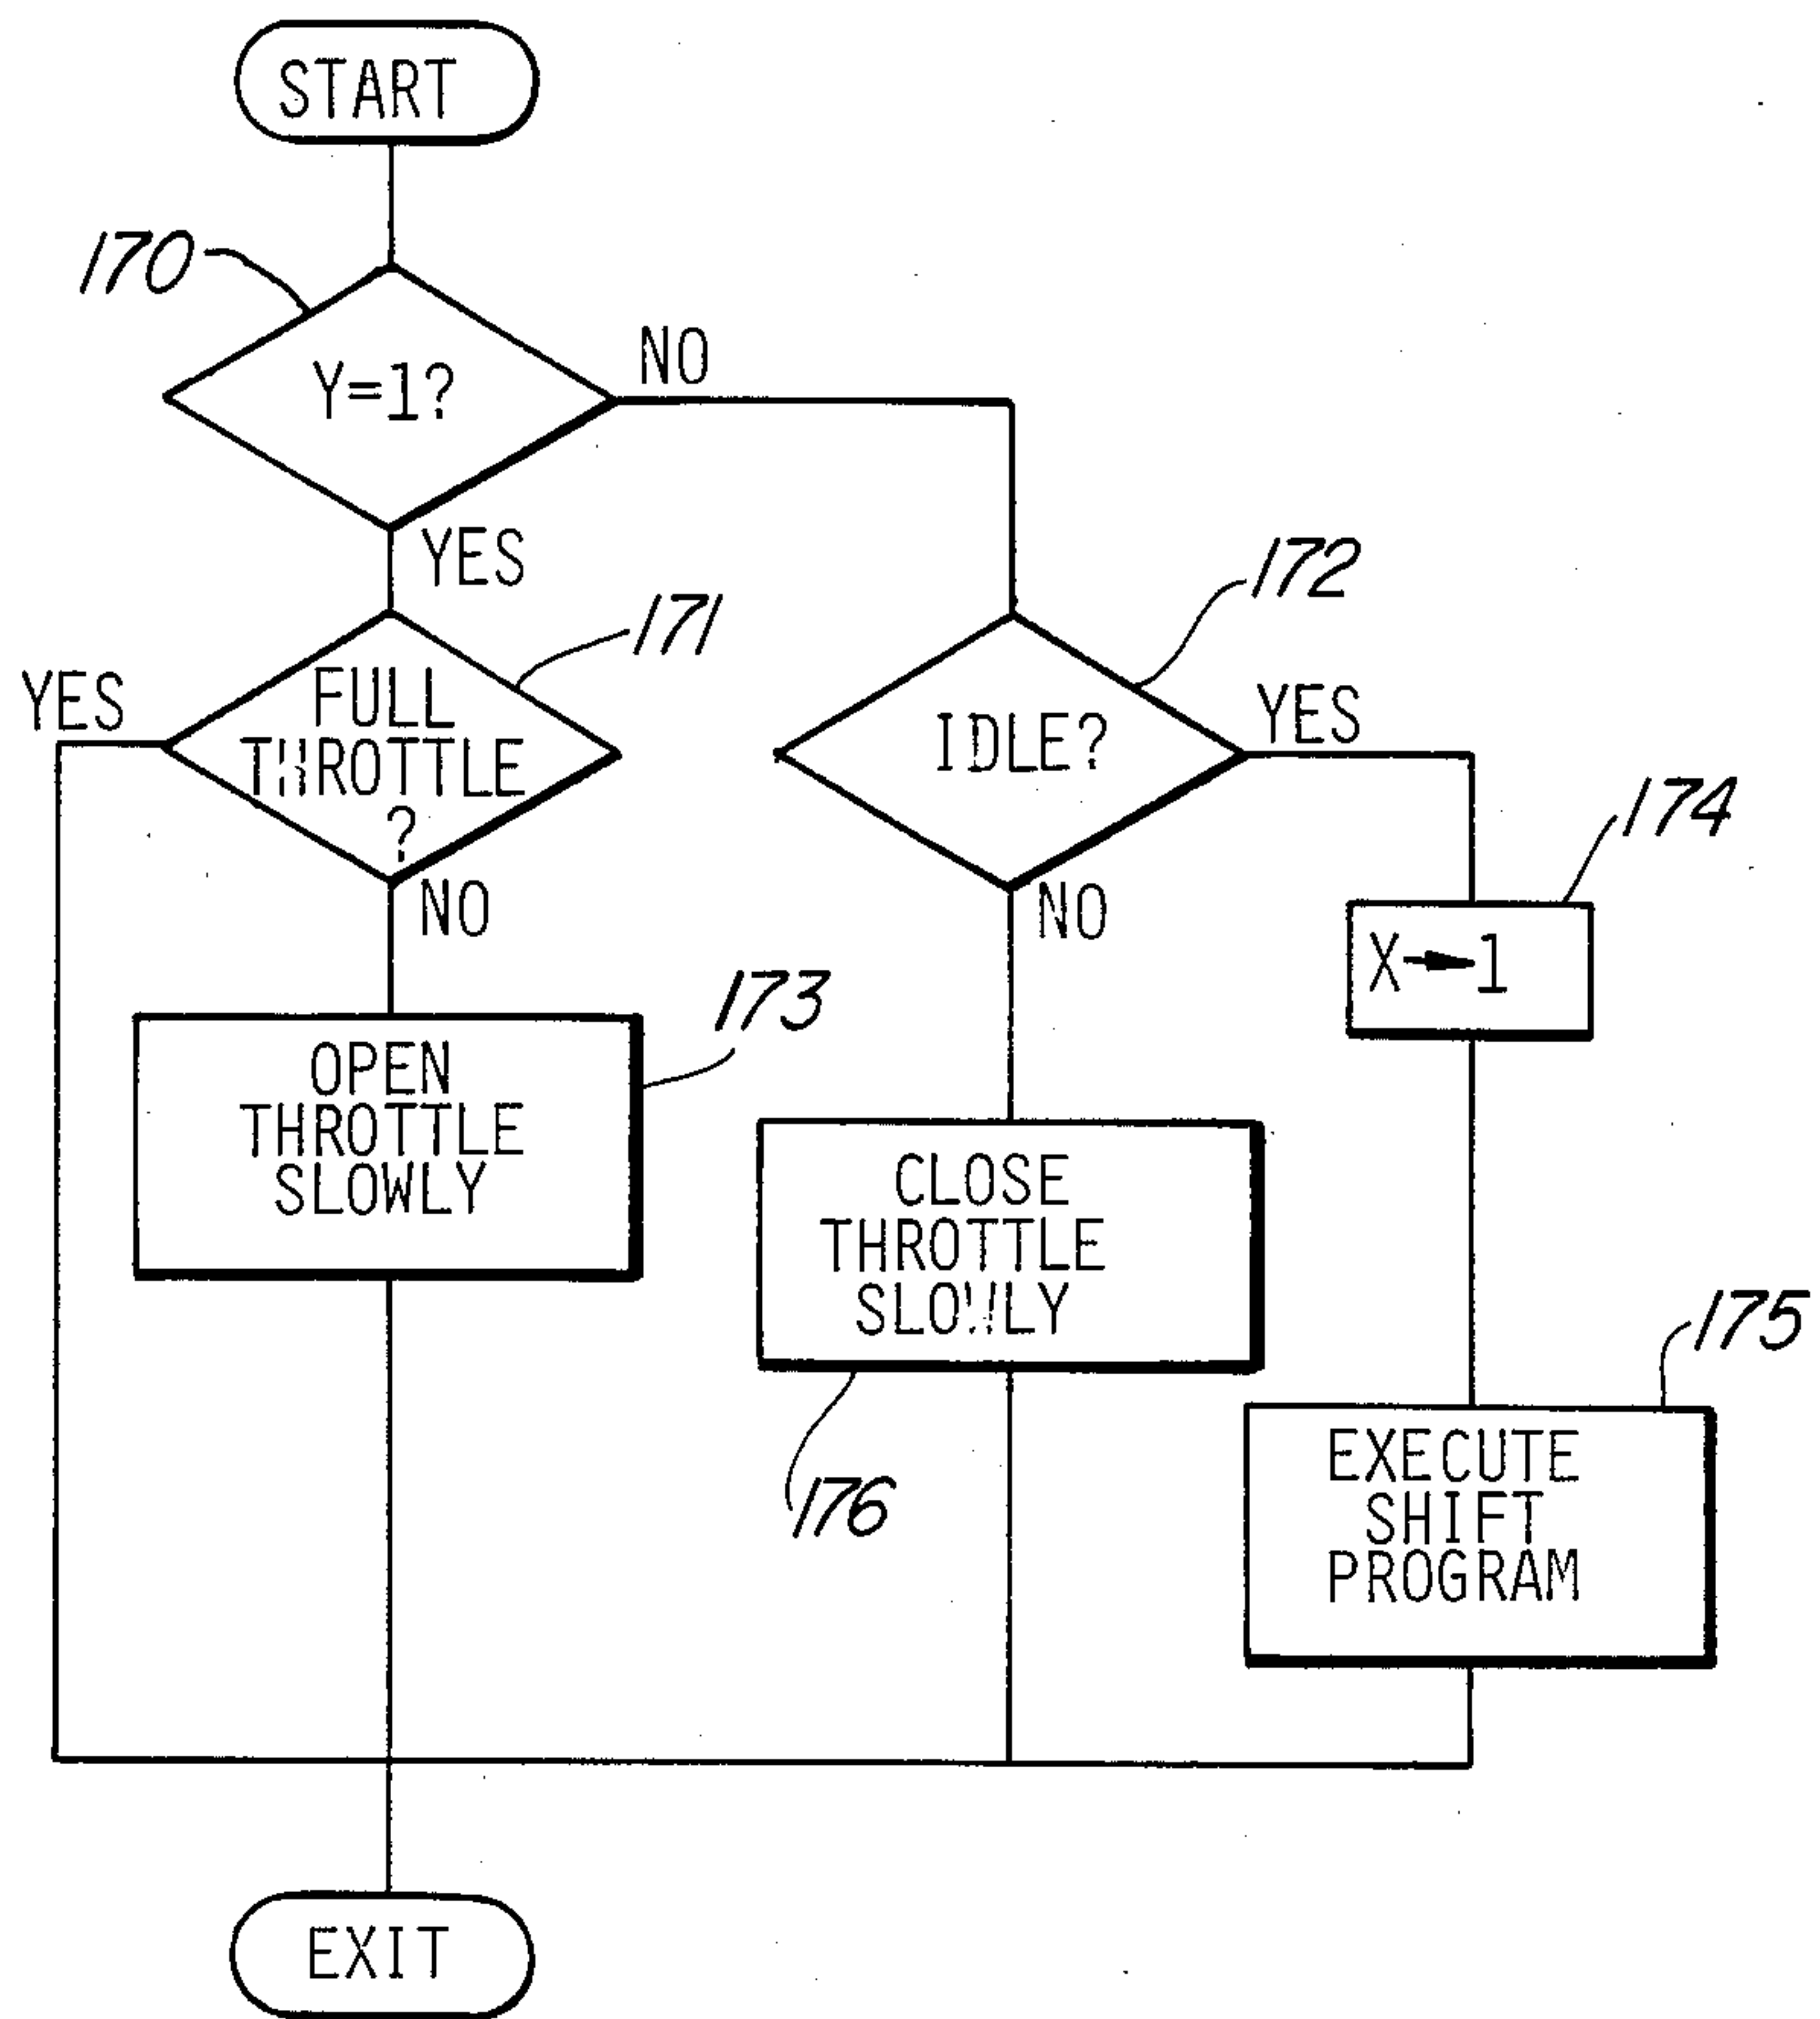 START
170
Y=1?
NO
YES
171
172
YES
FULL
THROTTLE
?
IDLE?
YES
174
NO
NO
X→1
173
OPEN
THROTTLE
SLOWLY
CLOSE
THROTTLE
SLOWLY
175
176
EXECUTE
SHIFT
PROGRAM
EXIT